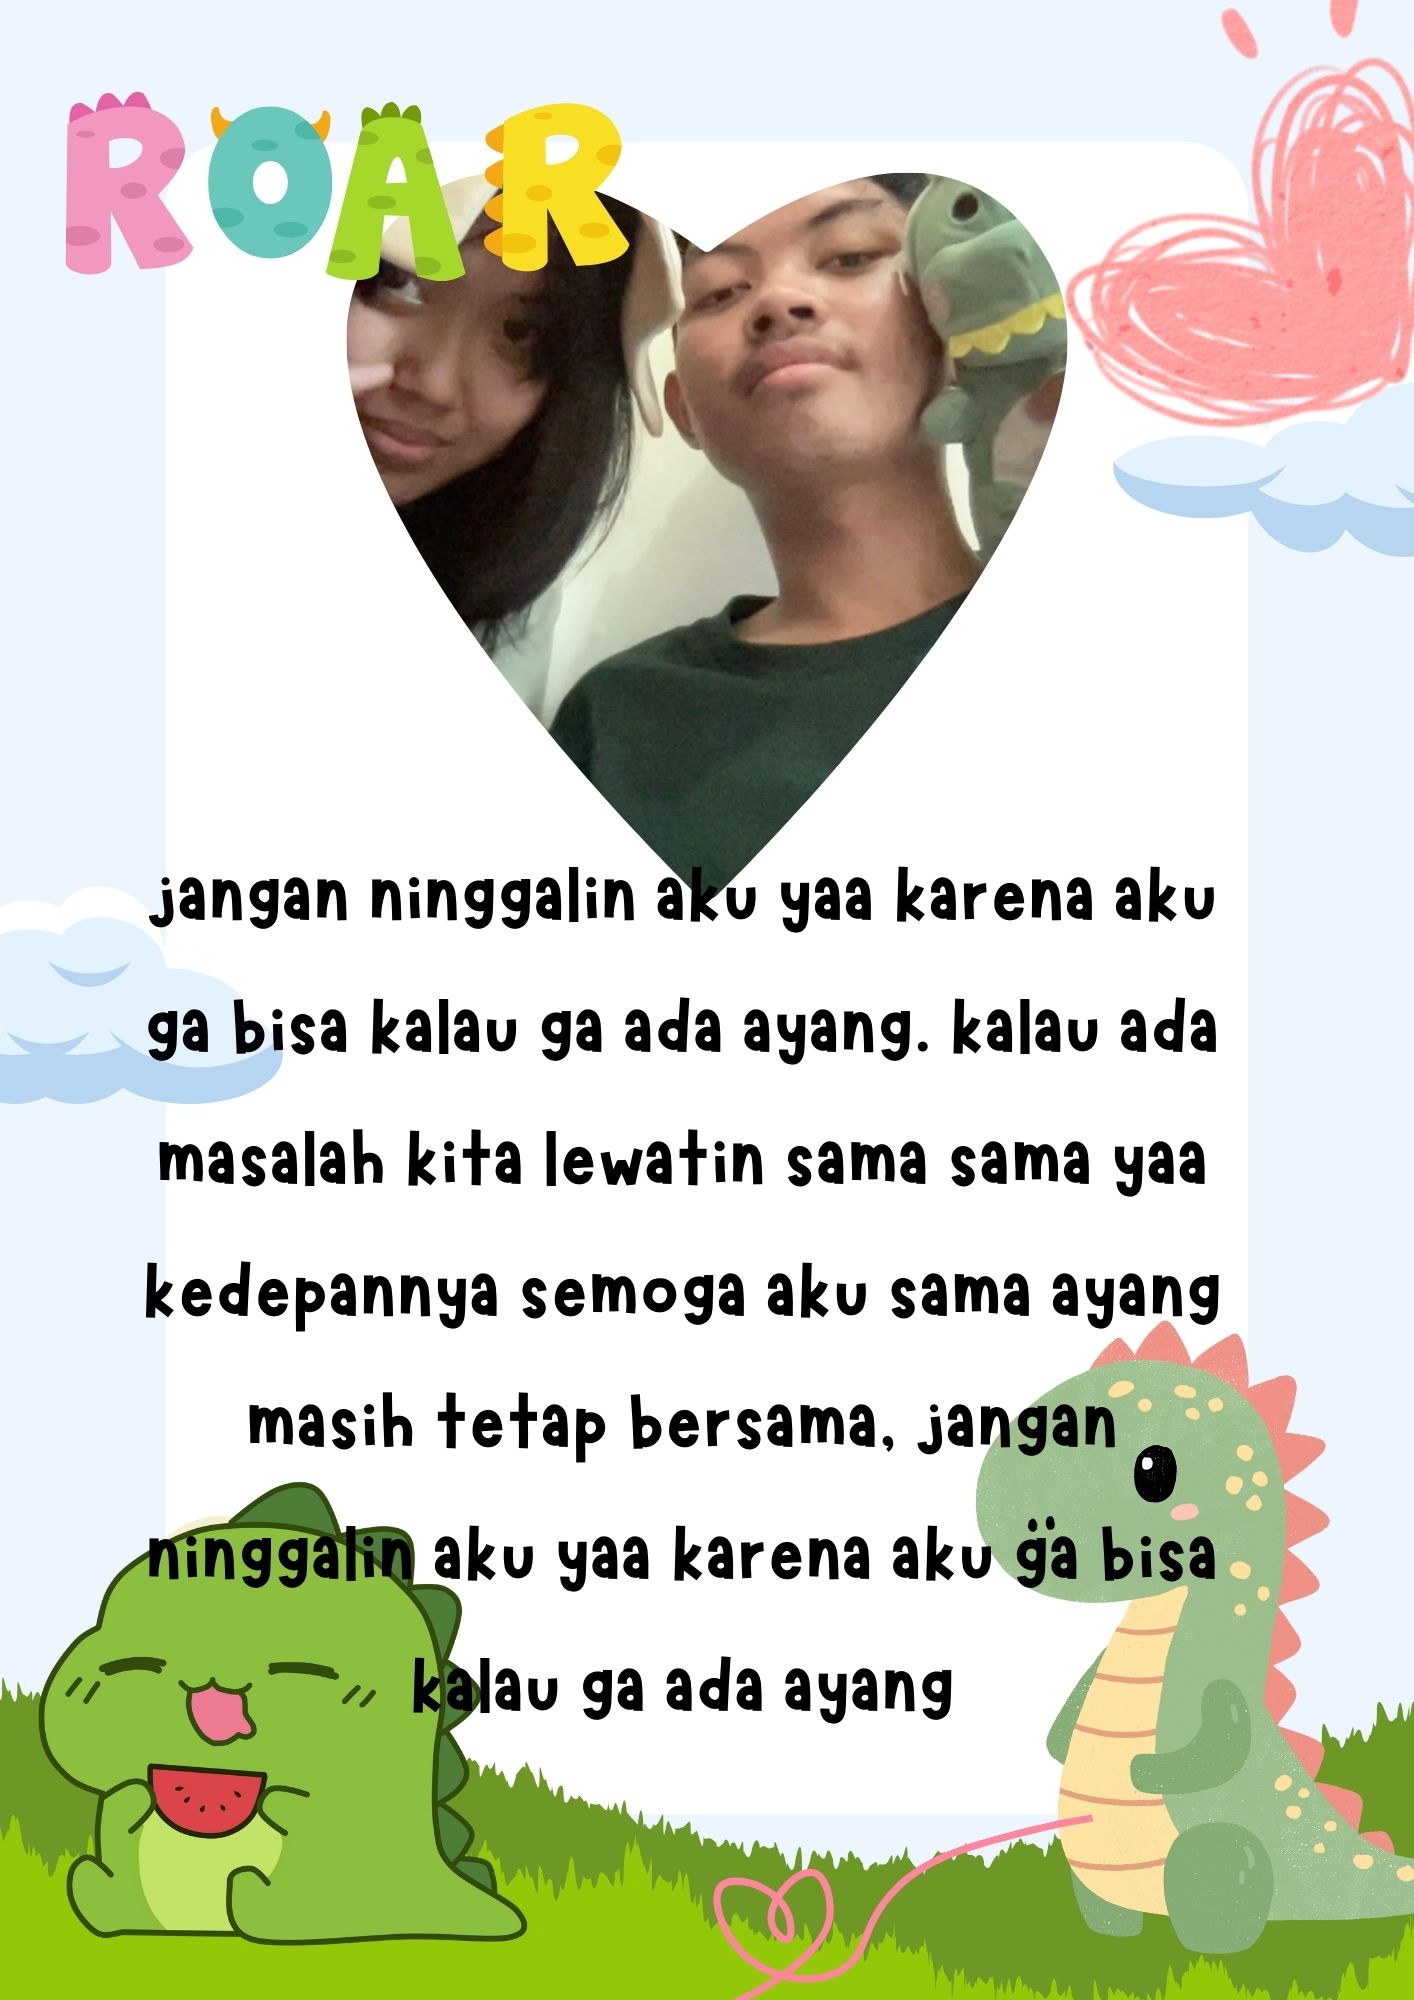 ROAR
jangan ninggalin aku yaa karena aku
ga bisa kalau ga ada ayang. kalau ada
masalah kita lewatin sama sama yaa
kedepannya semoga aku sama ayang
masih tetap bersama, jangan
ninggalin aku yaa karena aku ga bisa
kalau ga ada ayang